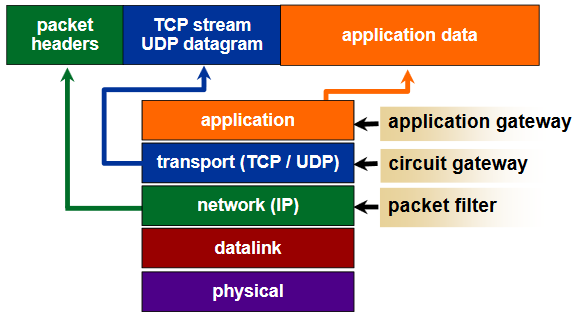 packet
headers
TCP stream
UDP datagram
application data
application
application gateway
transport (TCP / UDP)
circuit gateway
network (IP)
packet filter
datalink
physical